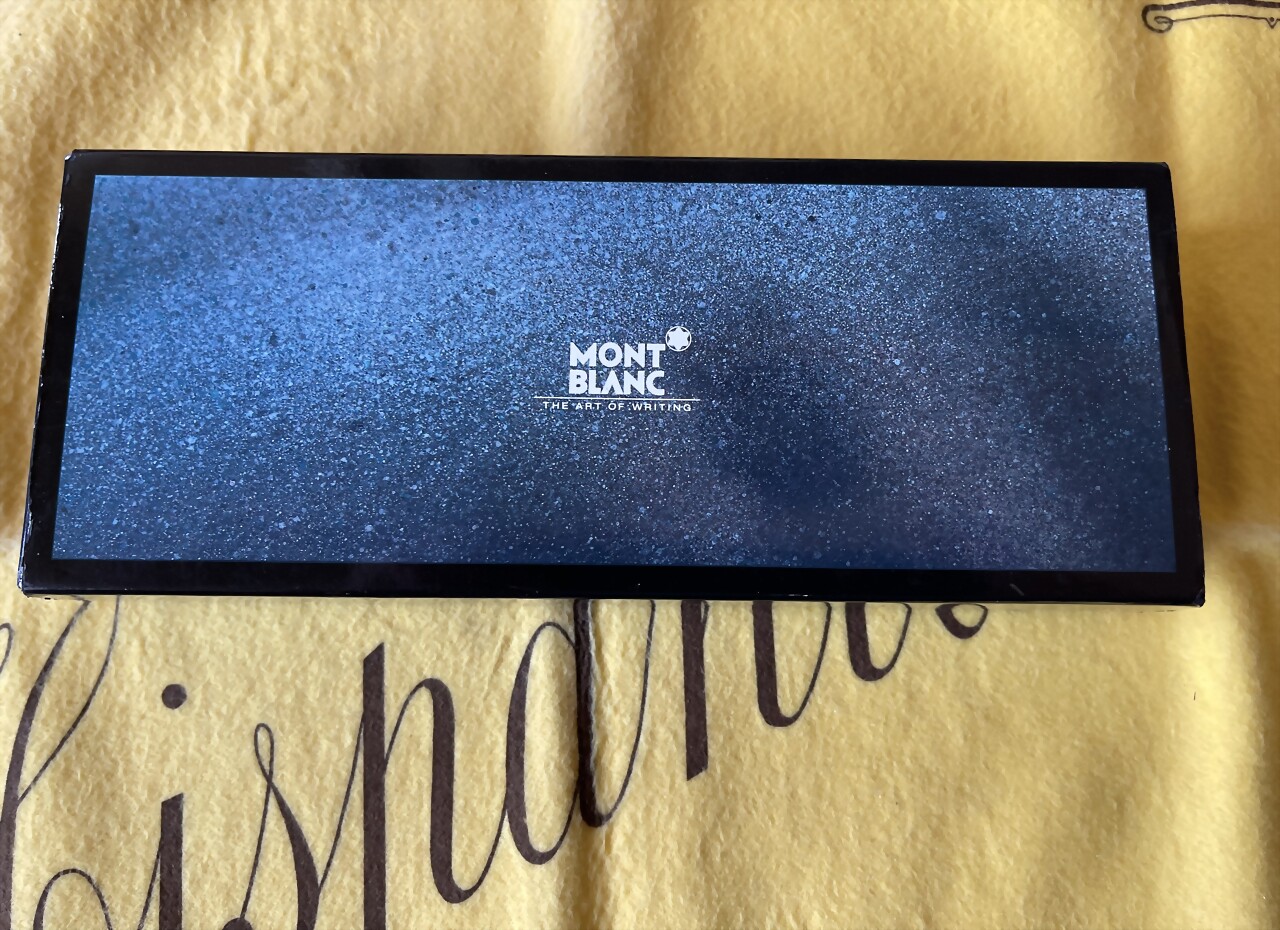 MONT
BLANC
THE ART OF WRITING